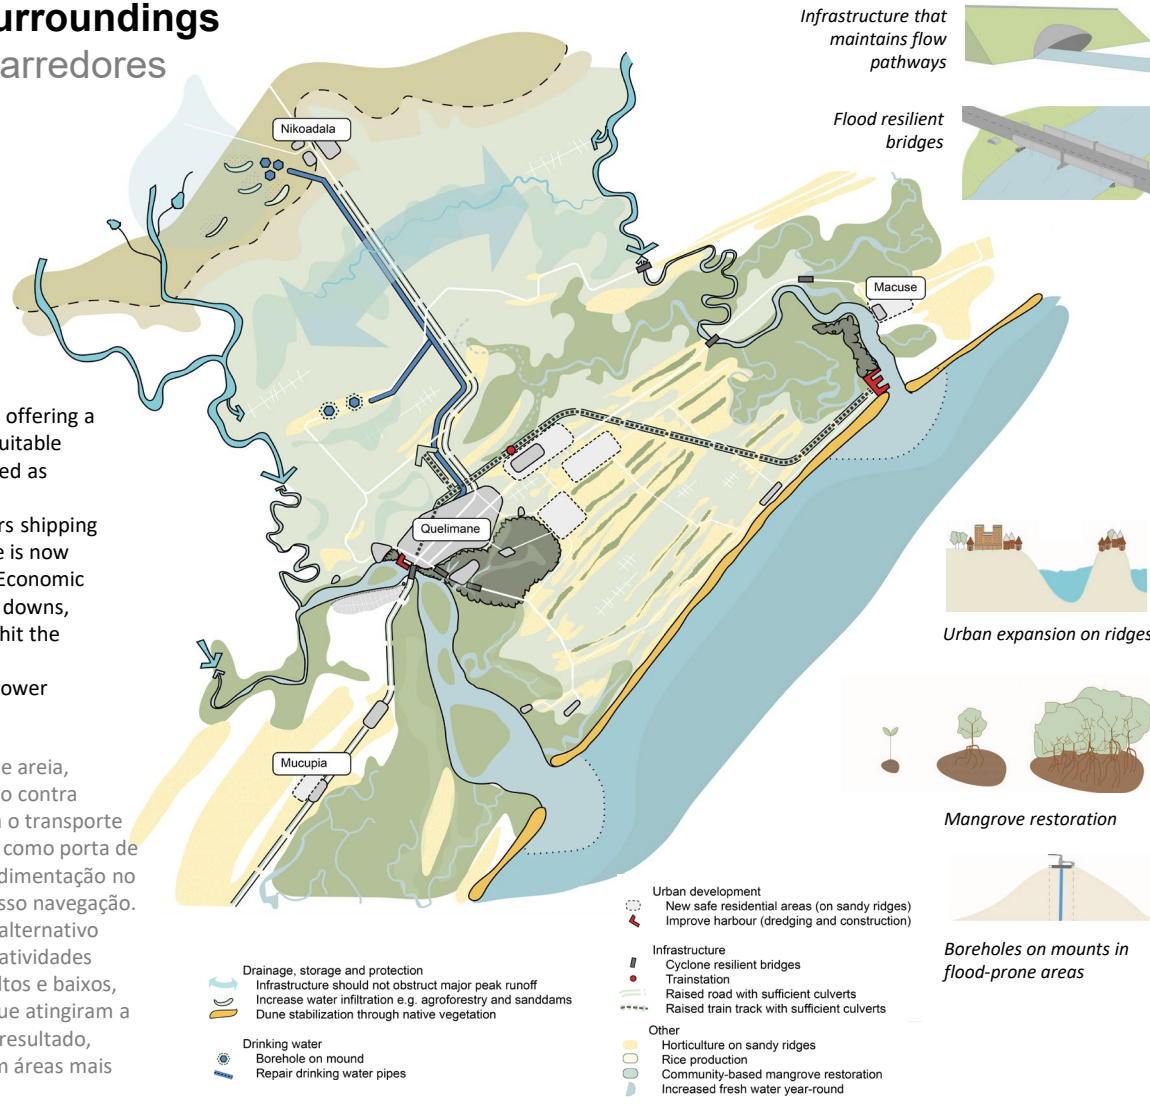 urroundings
arredores
offering a
uitable
ed as
rs shipping
e is now
Economic
downs,
hit the
ower
e areia,
o contra
o transporte
como porta de
dimentação no
sso navegação.
alternativo
atividades
ltos e baixos,
ue atingiram a
resultado,
m áreas mais
Nikoadala
Macuse
Quelimane
Mucupia
Infrastructure that
maintains flow
pathways
Flood resilient
bridges
Urban expansion on ridges
Mangrove restoration
Boreholes on mounts in
flood-prone areas
Drainage, storage and protection
Infrastructure should not obstruct major peak runoff
Increase water infiltration e.g. agroforestry and sanddams
Dune stabilization through native vegetation
Drinking water
Borehole on mound
Repair drinking water pipes
Urban development
New safe residential areas (on sandy ridges)
Improve harbour (dredging and construction)
Infrastructure
Cyclone resilient bridges
Trainstation
Raised road with sufficient culverts
Raised train track with sufficient culverts
Other
Horticulture on sandy ridges
Rice production
Community-based mangrove restoration
Increased fresh water year-round